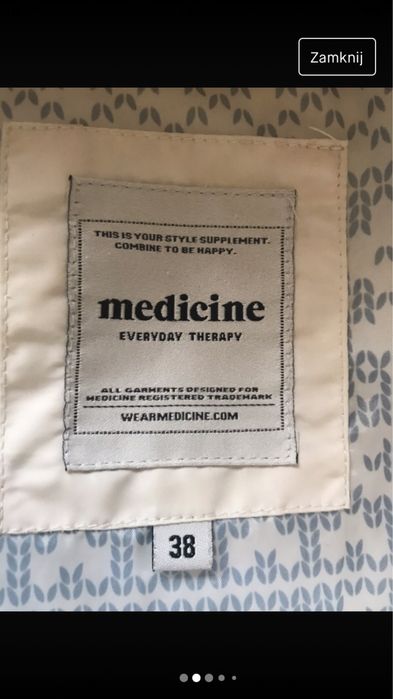 Zamknij
THIS IS YOUR STYLE SUPPLEMENT.
COMBINE TO BE HAPPY.
medicine
EVERYDAY THERAPY
ALL GARMENTS DESIGNED FOR
MEDICINE REGISTERED TRADEMARK
WEARMEDICINE.COM
38